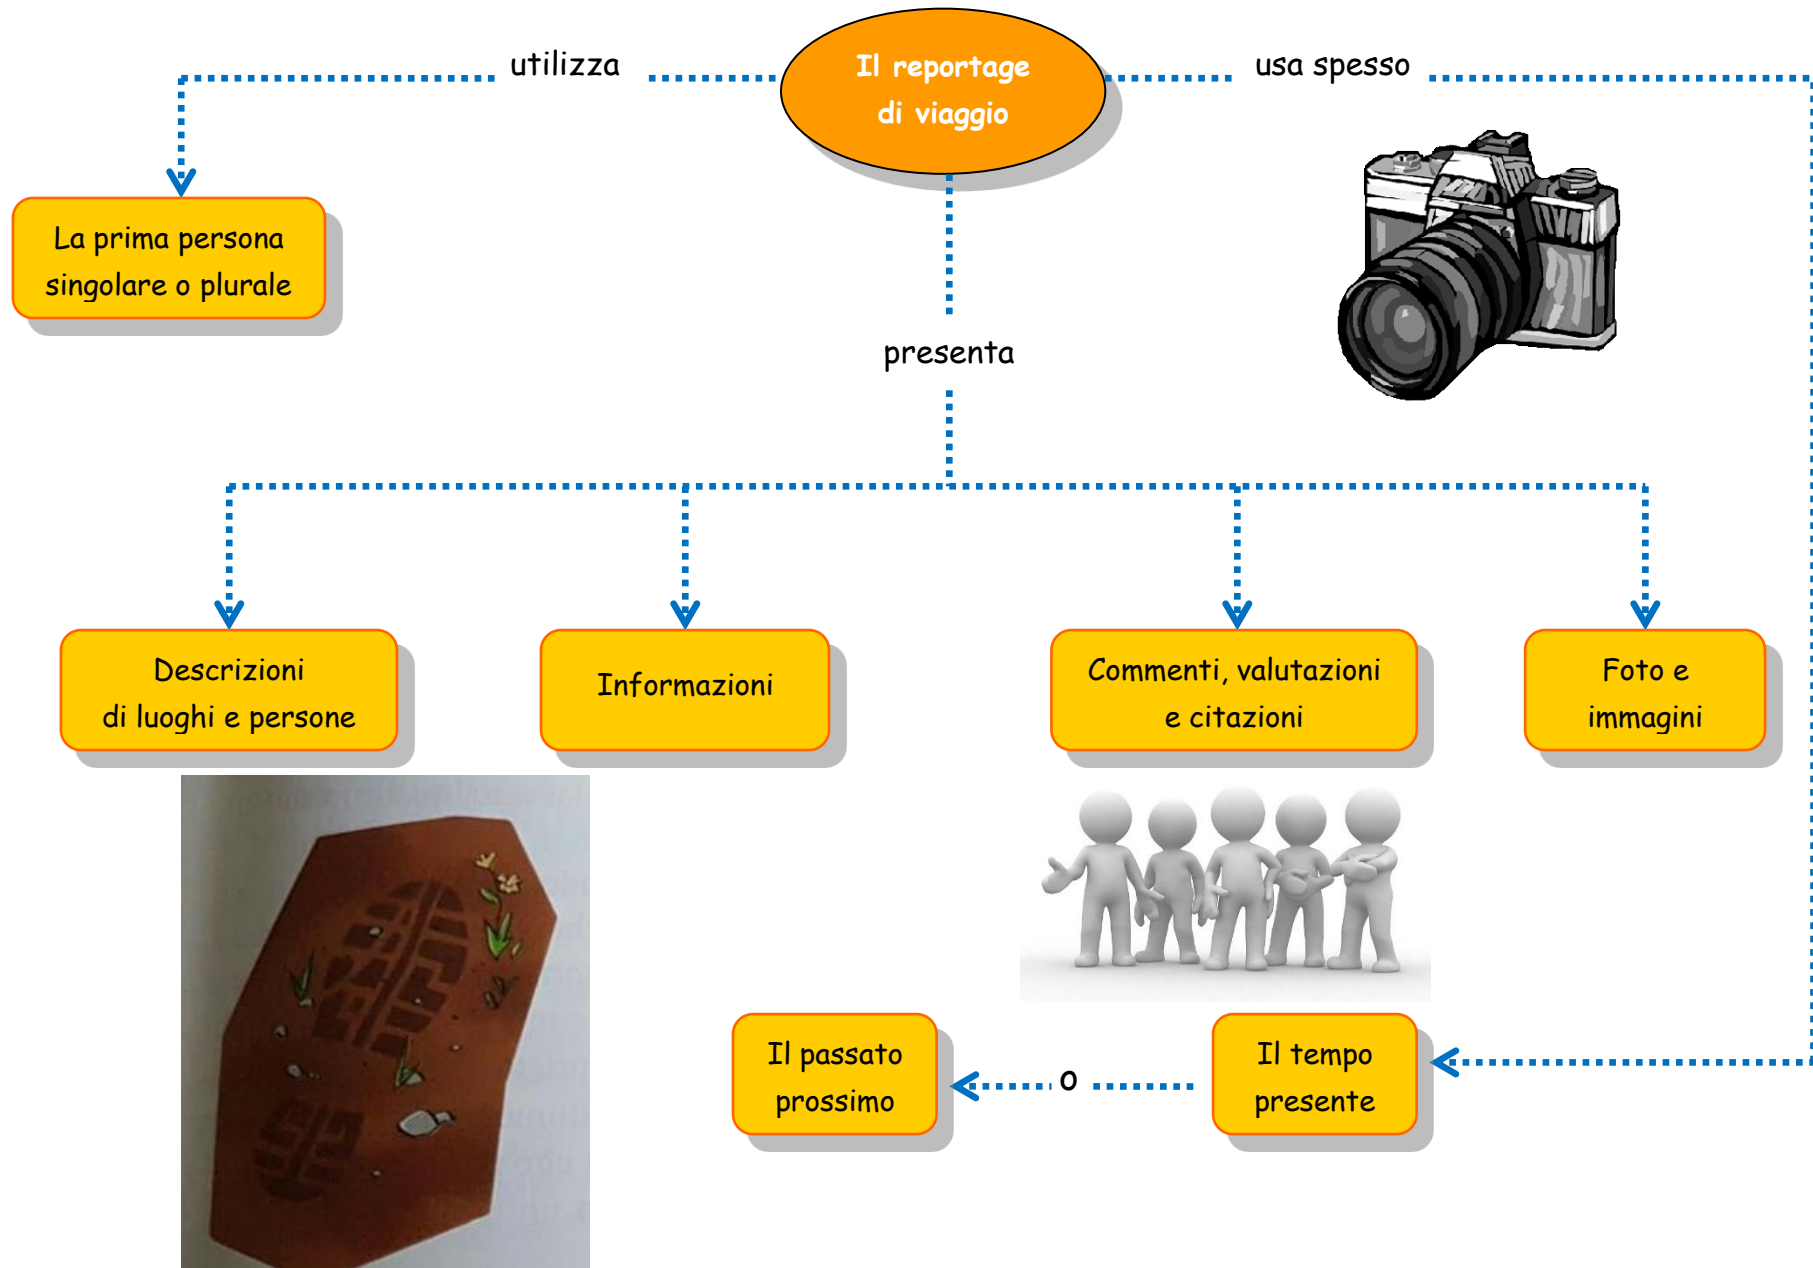 utilizza
Il reportage
di viaggio
usa spesso
La prima persona
singolare o plurale
presenta
Descrizioni
di luoghi e persone
Informazioni
Commenti, valutazioni
e citazioni
Foto e
immagini
Il passato
prossimo
o
Il tempo
presente